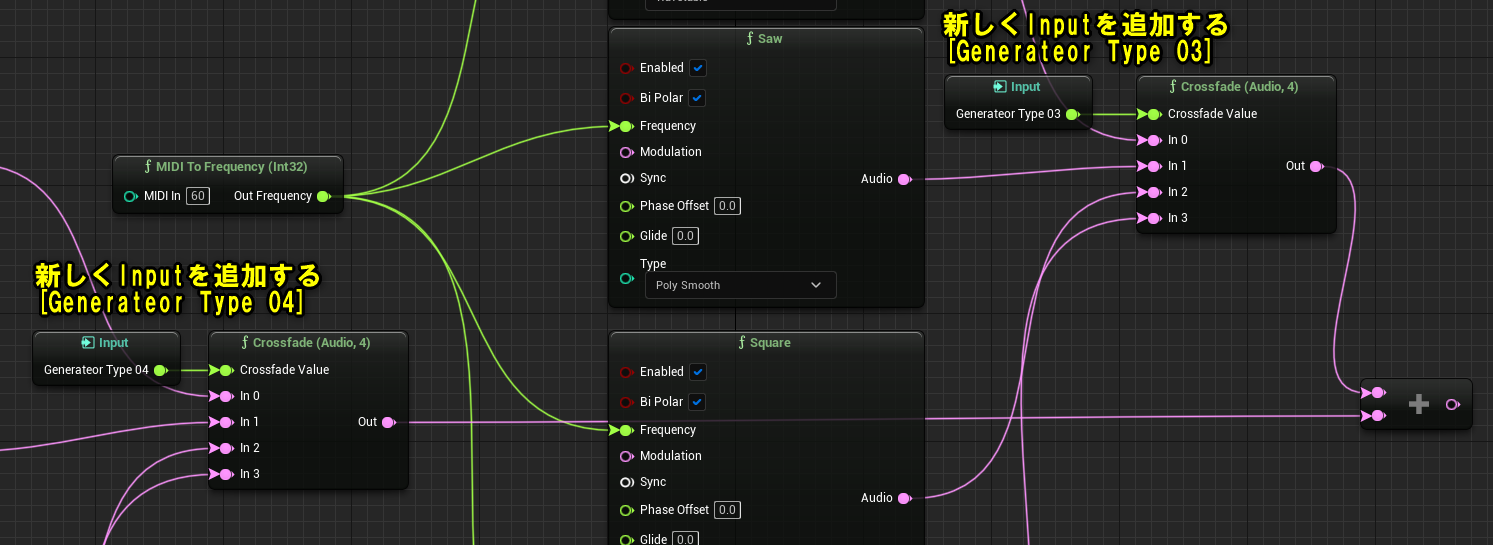 新しくInputを追加する
[Generateor Type 03]
Saw
Enabled
Bi Polar
Frequency
Modulation
Sync
Phase Offset 0.0
Glide 0.0
Type
Poly Smooth
Audio
Input
Generateor Type 03
Crossfade (Audio, 4)
Crossfade Value
In 0
In 1
In 2
In 3
Out
MIDI To Frequency (Int32)
MIDI In 60
Out Frequency
新しくInputを追加する
[Generateor Type 04]
Input
Generateor Type 04
Crossfade (Audio, 4)
Crossfade Value
In 0
In 1
In 2
In 3
Out
Square
Enabled
Bi Polar
Frequency
Modulation
Sync
Phase Offset 0.0
Glide 0.0
Audio